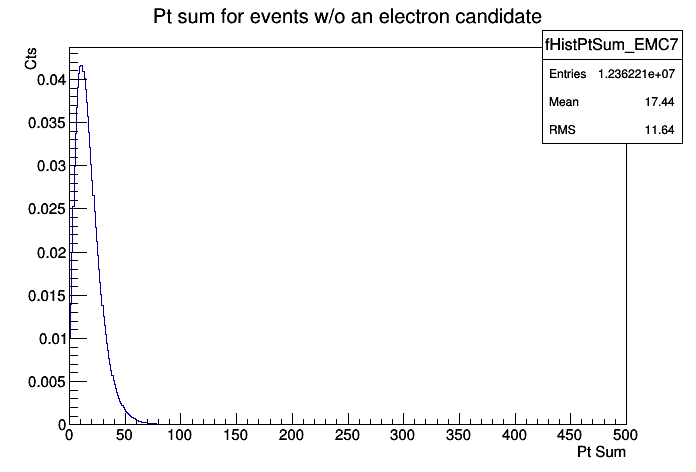 Pt sum for events w/o an electron candidate
fHistPtSum_EMC7
Entries 1.236221e+07
Mean 17.44
RMS 11.64
Cts
0.04
0.035
0.03
0.025
0.02
0.015
0.01
0.005
0
0 50 100 150 200 250 300 350 400 450 500
Pt Sum